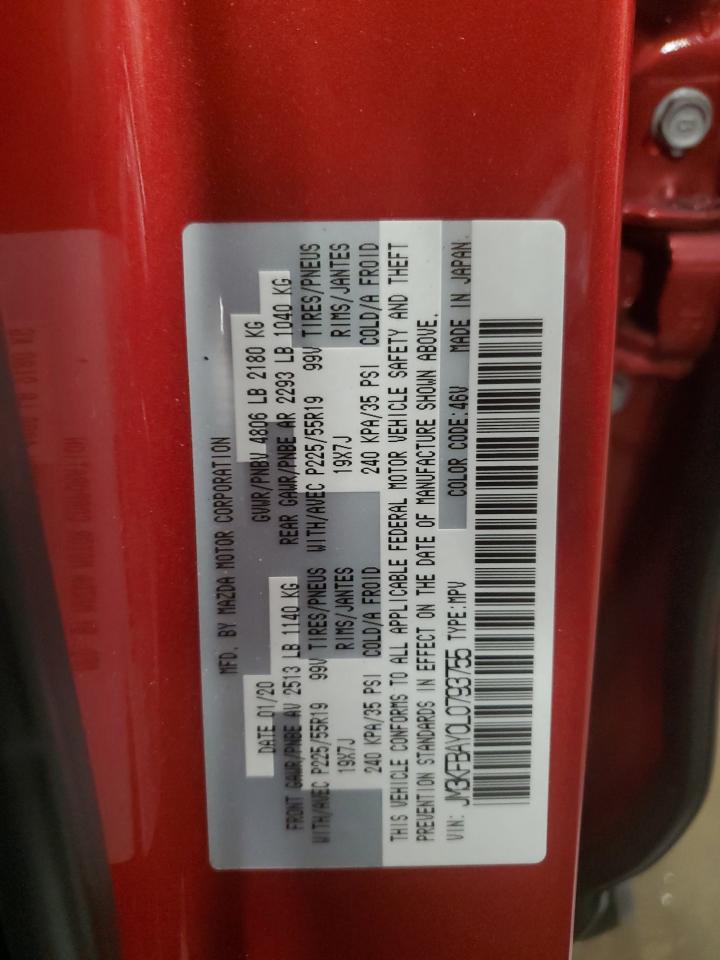 MFD. BY MAZDA MOTOR CORPORATION
DATE 01/20 GVWR/PNBV 4806 LB 2180 KG
FRONT GAWR/PNBE AV 2513 LB 1140 KG REAR GAWR/PNBE AR 2293 LB 1040 KG
WITH/AVEC P225/55R19 99V TIRES/PNEUS WITH/AVEC P225/55R19 99V TIRES/PNEUS
19X7J RIMS/JANTES 19X7J RIMS/JANTES
240 KPA/35 PSI COLD/A FROID 240 KPA/35 PSI COLD/A FROID
THIS VEHICLE CONFORMS TO ALL APPLICABLE FEDERAL MOTOR VEHICLE SAFETY AND THEFT
PREVENTION STANDARDS IN EFFECT ON THE DATE OF MANUFACTURE SHOWN ABOVE.
VIN: JM3KFBAY0L0793755 TYPE:MPV COLOR CODE:46V MADE IN JAPAN